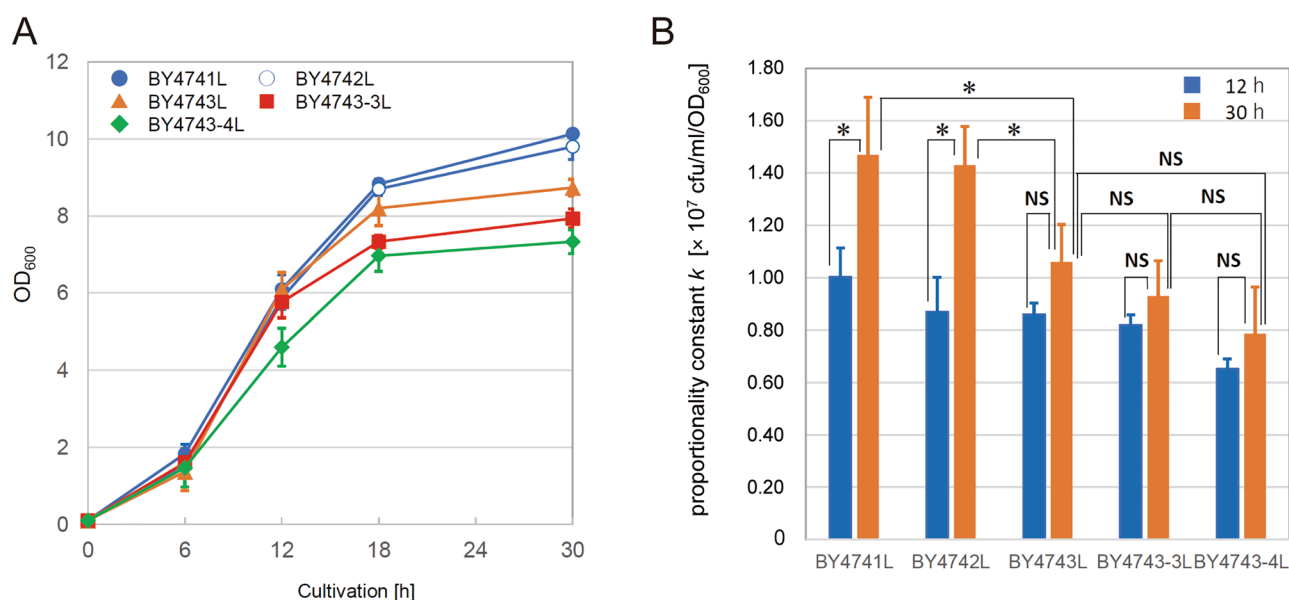 A
12
10
8
6
4
2
0
OD600
BY4741L
BY4742L
BY4743L
BY4743-3L
BY4743-4L
0 6 12 18 24 30
Cultivation [h]
B
proportionality constant k [× 10⁷ cfu/ml/OD600]
1.80
1.60
1.40
1.20
1.00
0.80
0.60
0.40
0.20
0
12 h
30 h
*
* * *
NS
NS NS NS
NS NS
BY4741L BY4742L BY4743L BY4743-3L BY4743-4L